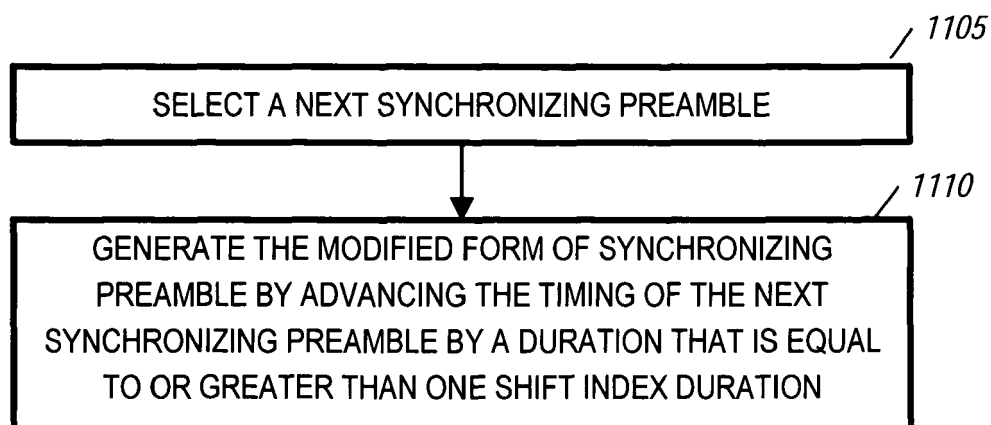 1105
SELECT A NEXT SYNCHRONIZING PREAMBLE
1110
GENERATE THE MODIFIED FORM OF SYNCHRONIZING
PREAMBLE BY ADVANCING THE TIMING OF THE NEXT
SYNCHRONIZING PREAMBLE BY A DURATION THAT IS EQUAL
TO OR GREATER THAN ONE SHIFT INDEX DURATION